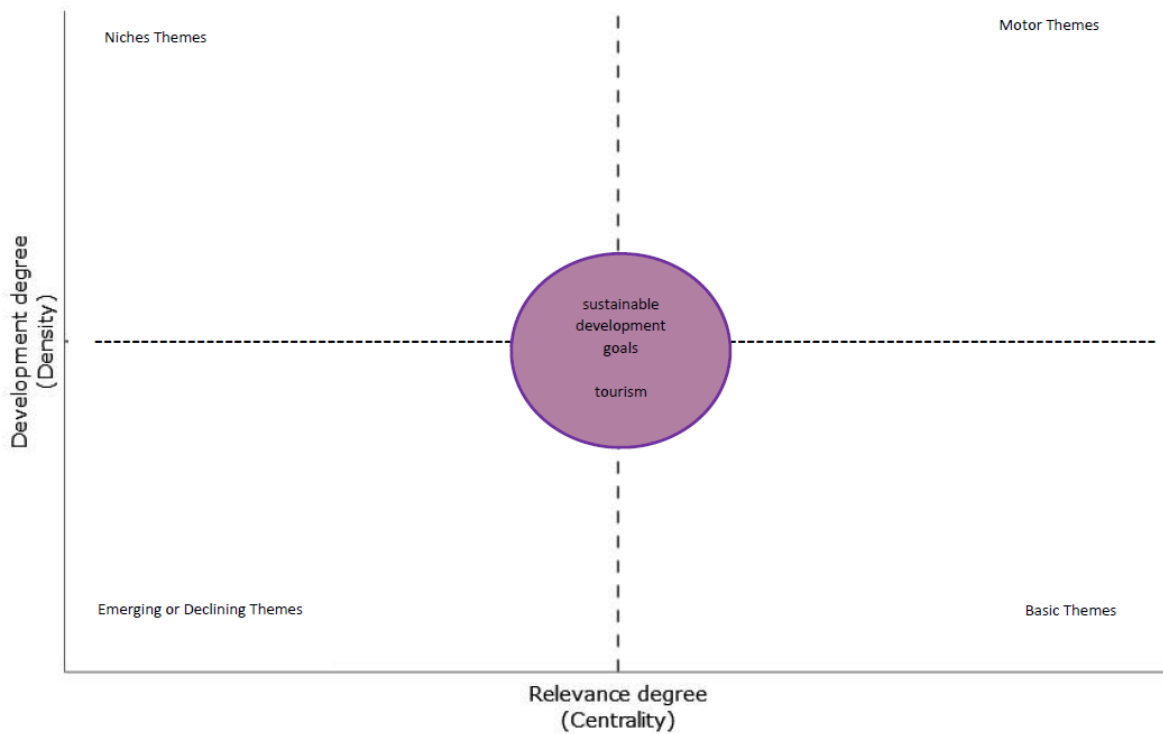 Niches Themes
Motor Themes
Development degree
(Density)
sustainable
development
goals
tourism
Emerging or Declining Themes
Basic Themes
Relevance degree
(Centrality)